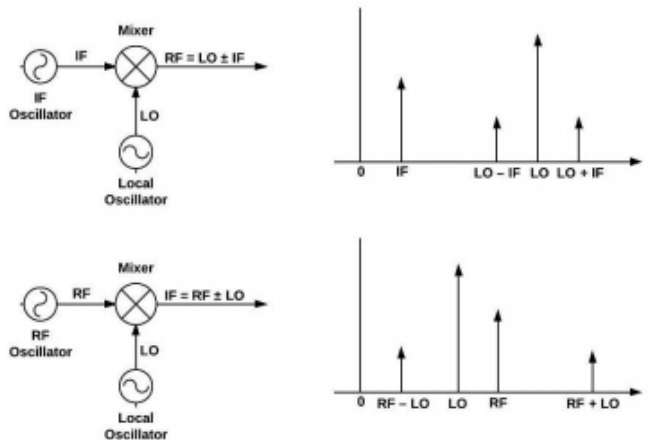 Mixer
IF
RF = LO ± IF
IF
Oscillator
LO
Local
Oscillator
0 IF LO – IF LO LO + IF
Mixer
RF
IF = RF ± LO
RF
Oscillator
LO
Local
Oscillator
0 RF – LO LO RF RF + LO